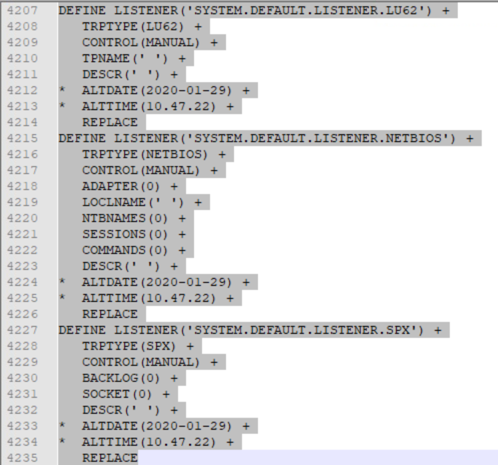 4207 DEFINE LISTENER('SYSTEM.DEFAULT.LISTENER.LU62') +
4208    TRPTYPE(LU62) +
4209    CONTROL(MANUAL) +
4210    TPNAME(' ') +
4211    DESCR(' ') +
4212 *  ALTDATE(2020-01-29) +
4213 *  ALTTIME(10.47.22) +
4214    REPLACE
4215 DEFINE LISTENER('SYSTEM.DEFAULT.LISTENER.NETBIOS') +
4216    TRPTYPE(NETBIOS) +
4217    CONTROL(MANUAL) +
4218    ADAPTER(0) +
4219    LOCLNAME(' ') +
4220    NTBNAMES(0) +
4221    SESSIONS(0) +
4222    COMMANDS(0) +
4223    DESCR(' ') +
4224 *  ALTDATE(2020-01-29) +
4225 *  ALTTIME(10.47.22) +
4226    REPLACE
4227 DEFINE LISTENER('SYSTEM.DEFAULT.LISTENER.SPX') +
4228    TRPTYPE(SPX) +
4229    CONTROL(MANUAL) +
4230    BACKLOG(0) +
4231    SOCKET(0) +
4232    DESCR(' ') +
4233 *  ALTDATE(2020-01-29) +
4234 *  ALTTIME(10.47.22) +
4235    REPLACE